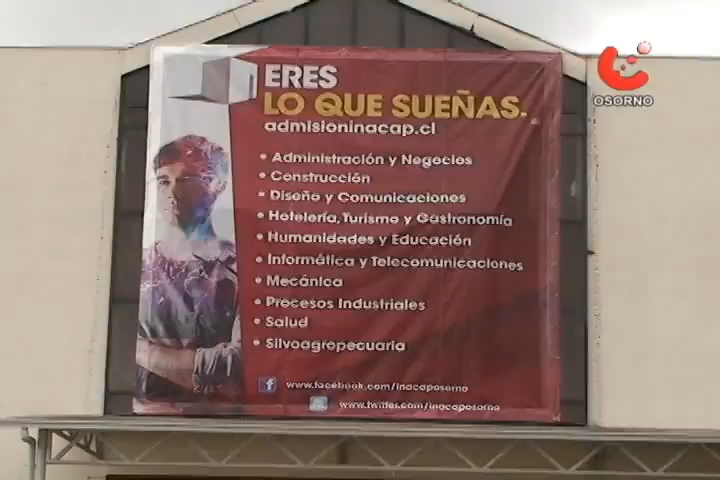 ERES
LO QUE SUEÑAS.
admisioninacap.cl
• Administración y Negocios
• Construcción
• Diseño y Comunicaciones
• Hotelería, Turismo y Gastronomía
• Humanidades y Educación
• Informática y Telecomunicaciones
• Mecánica
• Procesos Industriales
• Salud
• Silvoagropecuaria
f www.facebook.com/inacaposorno
www.twitter.com/inacaposorno
OSORNO